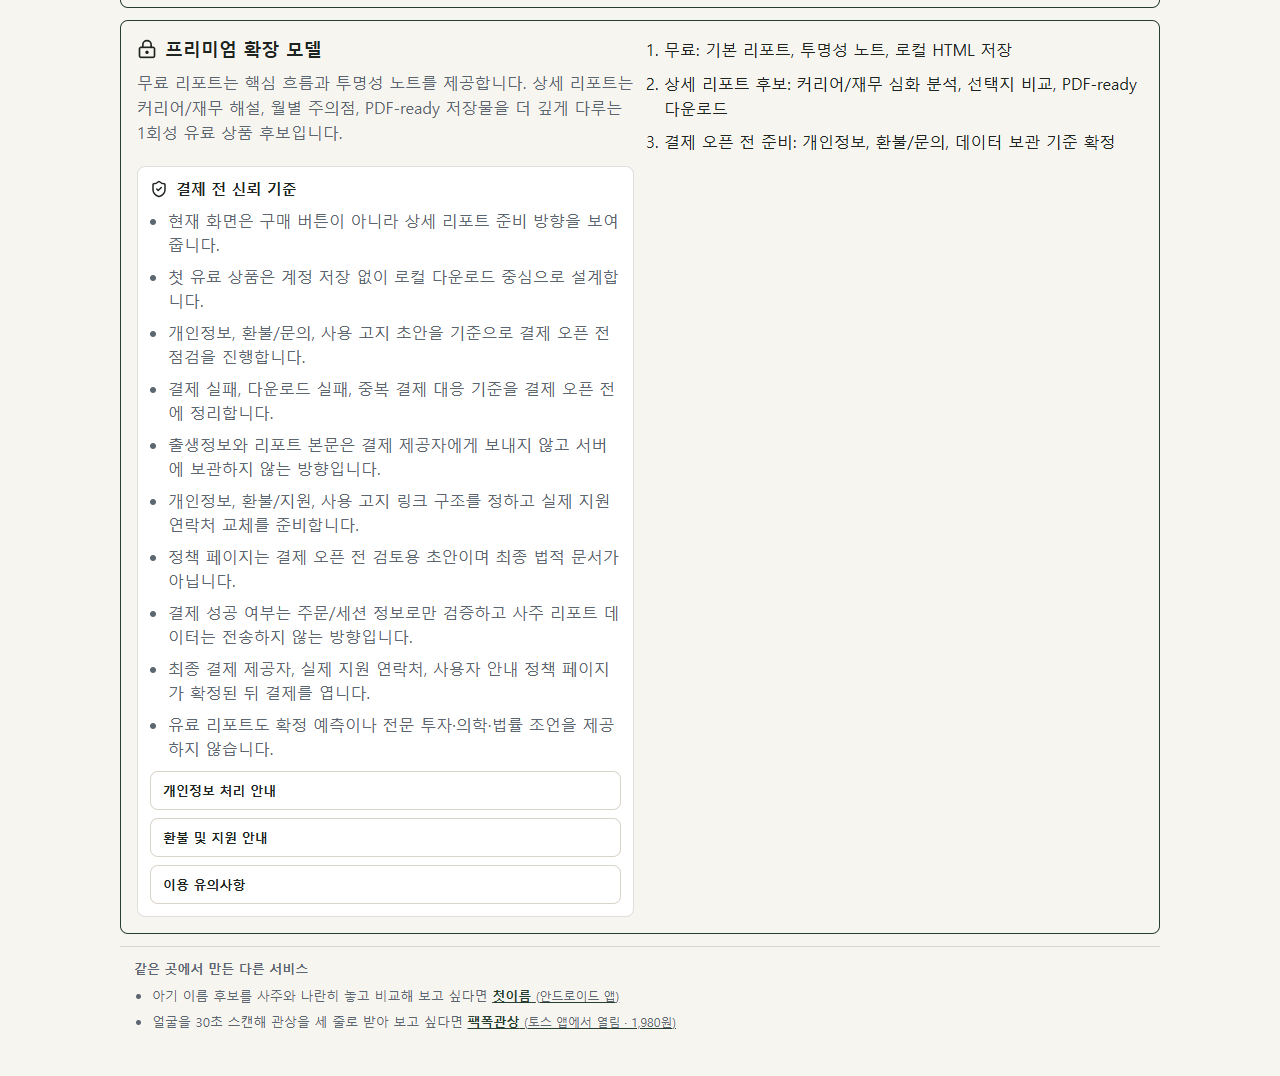 프리미엄 확장 모델
무료 리포트는 핵심 흐름과 투명성 노트를 제공합니다. 상세 리포트는
커리어/재무 해설, 월별 주의점, PDF-ready 저장물을 더 깊게 다루는
1회성 유료 상품 후보입니다.
결제 전 신뢰 기준
현재 화면은 구매 버튼이 아니라 상세 리포트 준비 방향을 보여
줍니다.
첫 유료 상품은 계정 저장 없이 로컬 다운로드 중심으로 설계합
니다.
개인정보, 환불/문의, 사용 고지 초안을 기준으로 결제 오픈 전
점검을 진행합니다.
결제 실패, 다운로드 실패, 중복 결제 대응 기준을 결제 오픈 전
에 정리합니다.
출생정보와 리포트 본문은 결제 제공자에게 보내지 않고 서버
에 보관하지 않는 방향입니다.
개인정보, 환불/지원, 사용 고지 링크 구조를 정하고 실제 지원
연락처 교체를 준비합니다.
정책 페이지는 결제 오픈 전 검토용 초안이며 최종 법적 문서가
아닙니다.
결제 성공 여부는 주문/세션 정보로만 검증하고 사주 리포트 데
이터는 전송하지 않는 방향입니다.
최종 결제 제공자, 실제 지원 연락처, 사용자 안내 정책 페이지
가 확정된 뒤 결제를 엽니다.
유료 리포트도 확정 예측이나 전문 투자·의학·법률 조언을 제공
하지 않습니다.
개인정보 처리 안내
환불 및 지원 안내
이용 유의사항
1. 무료: 기본 리포트, 투명성 노트, 로컬 HTML 저장
2. 상세 리포트 후보: 커리어/재무 심화 분석, 선택지 비교, PDF-ready
다운로드
3. 결제 오픈 전 준비: 개인정보, 환불/문의, 데이터 보관 기준 확정
같은 곳에서 만든 다른 서비스
아기 이름 후보를 사주와 나란히 놓고 비교해 보고 싶다면 첫이름 (안드로이드 앱)
얼굴을 30초 스캔해 관상을 세 줄로 받아 보고 싶다면 팩폭관상 (토스 앱에서 열림 · 1,980원)